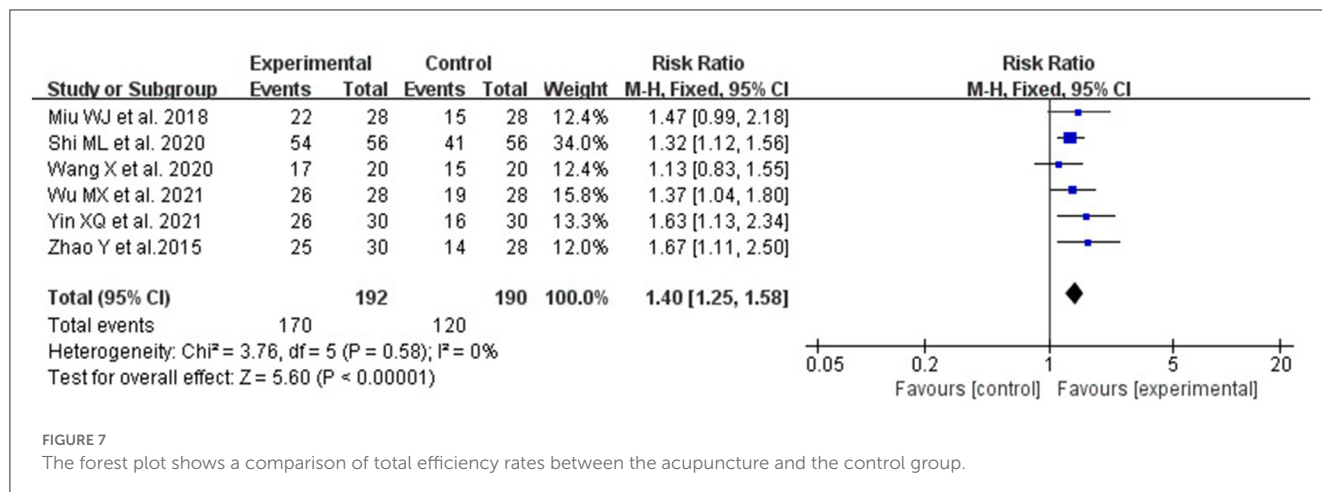 Experimental Control Risk Ratio Risk Ratio
Study or Subgroup Events Total Events Total Weight M-H, Fixed, 95% CI M-H, Fixed, 95% CI
Miu WJ et al. 2018 22 28 15 28 12.4% 1.47 [0.99, 2.18]
Shi ML et al. 2020 54 56 41 56 34.0% 1.32 [1.12, 1.56]
Wang X et al. 2020 17 20 15 20 12.4% 1.13 [0.83, 1.55]
Wu MX et al. 2021 26 28 19 28 15.8% 1.37 [1.04, 1.80]
Yin XQ et al. 2021 26 30 16 30 13.3% 1.63 [1.13, 2.34]
Zhao Y et al.2015 25 30 14 28 12.0% 1.67 [1.11, 2.50]
Total (95% CI) 192 190 100.0% 1.40 [1.25, 1.58]
Total events 170 120
Heterogeneity: Chi² = 3.76, df = 5 (P = 0.58); I² = 0%
Test for overall effect: Z = 5.60 (P < 0.00001)
0.05 0.2 1 5 20
Favours [control] Favours [experimental]
FIGURE 7
The forest plot shows a comparison of total efficiency rates between the acupuncture and the control group.